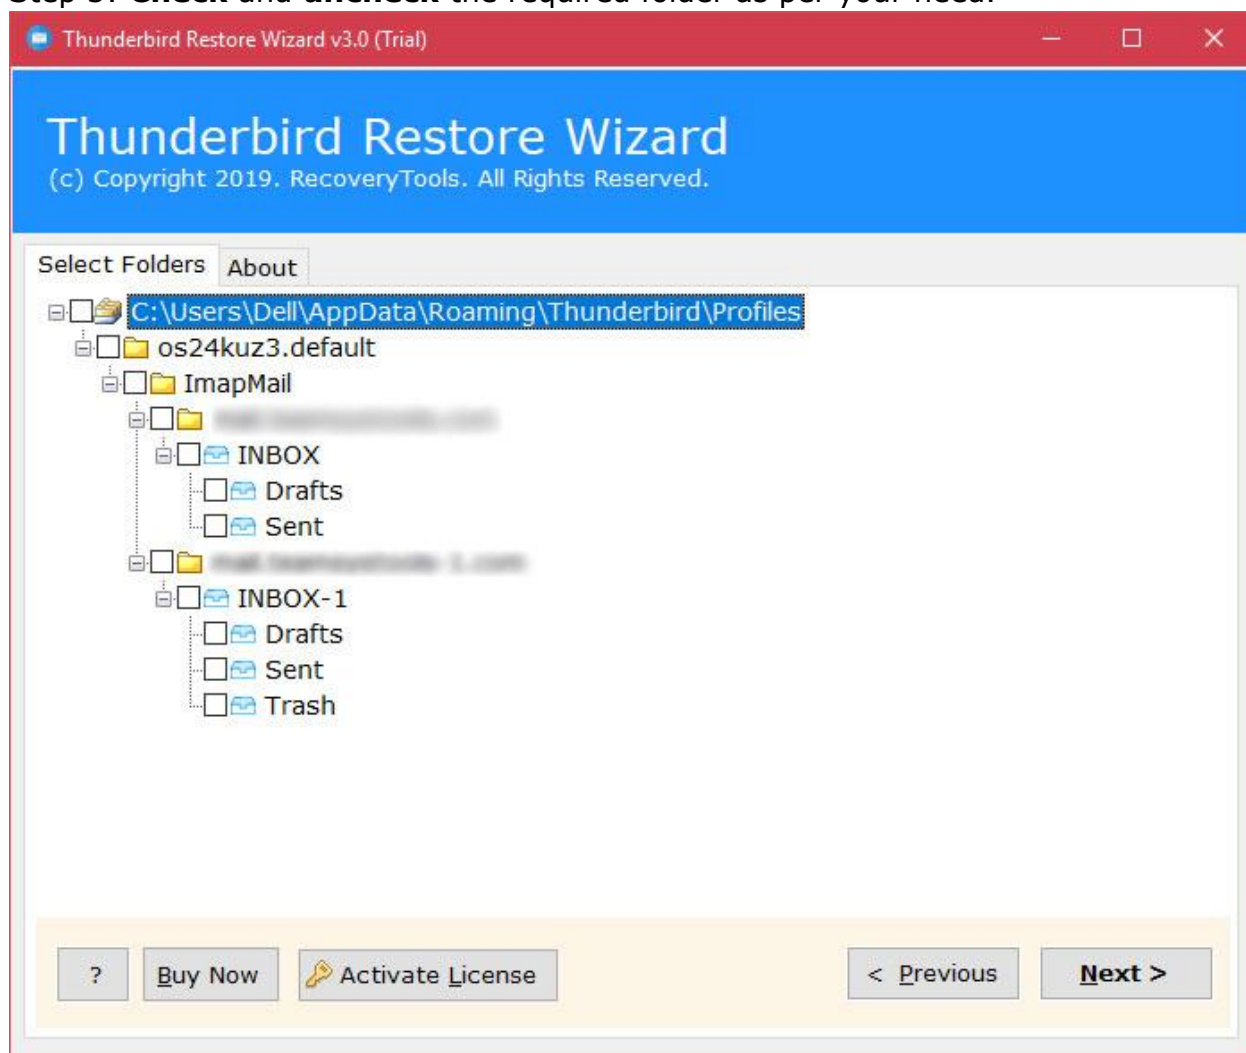 Thunderbird Restore Wizard v3.0 (Trial)
Thunderbird Restore Wizard
(c) Copyright 2019. RecoveryTools. All Rights Reserved.
Select Folders About
C:\Users\Dell\AppData\Roaming\Thunderbird\Profiles
os24kuz3.default
ImapMail
INBOX
Drafts
Sent
INBOX-1
Drafts
Sent
Trash
? Buy Now Activate License < Previous Next >